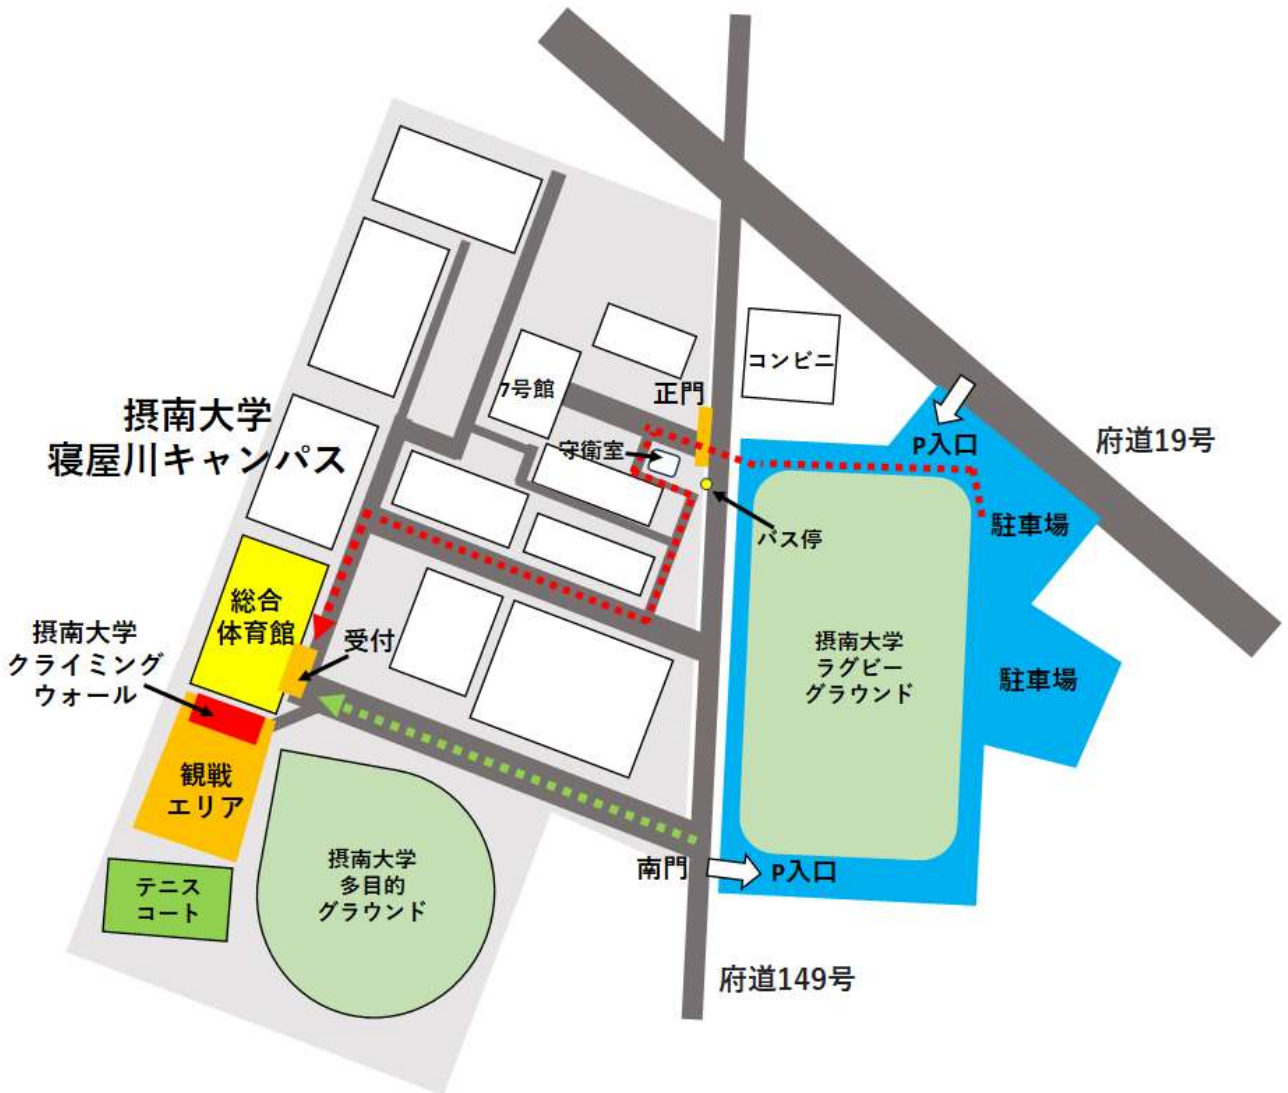 コンビニ
正門
7号館
摂南大学
寝屋川キャンパス
府道19号
P入口
守衛室
駐車場
バス停
総合
体育館
摂南大学
クライミング
ウォール
受付
摂南大学
ラグビー
グラウンド
駐車場
観戦
エリア
南門
P入口
摂南大学
多目的
グラウンド
テニス
コート
府道149号